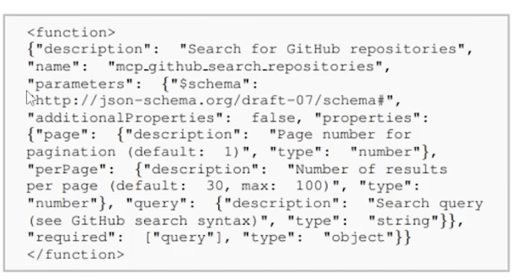 <function>
{"description": "Search for GitHub repositories",
"name": "mcp_github_search_repositories",
"parameters": {"$schema":
"http://json-schema.org/draft-07/schema#",
"additionalProperties": false, "properties":
{"page": {"description": "Page number for
pagination (default: 1)", "type": "number"},
"perPage": {"description": "Number of results
per page (default: 30, max: 100)", "type":
"number"}, "query": {"description": "Search query
(see GitHub search syntax)", "type": "string"}},
"required": ["query"], "type": "object"}}
</function>